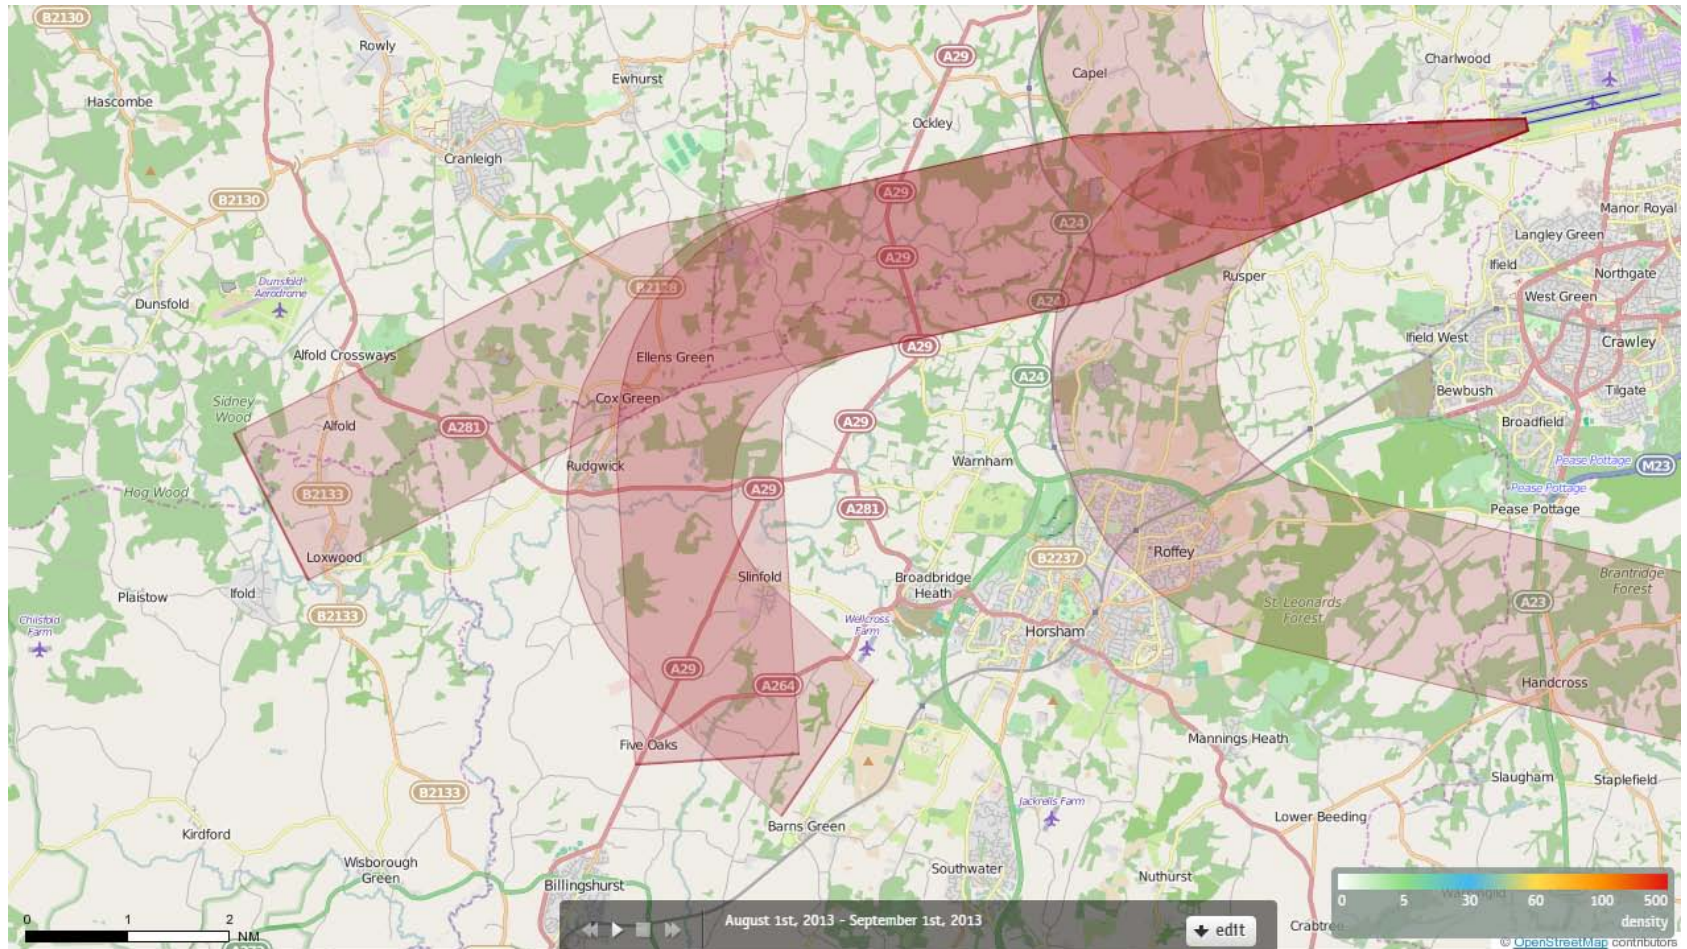 B2130
Rowly
A29
Capel
Charlwood
Ewhurst
Hascombe
Ockley
Cranleigh
B2130
A29
Manor Royal
A24
Langley Green
A29
Ifield
Northgate
Rusper
Dunsfold
Aerodrome
B2128
Dunsfold
A24
West Green
Ifield West
Crawley
Alfold Crossways
Ellens Green
A29
A24
Bewbush
Tilgate
Sidney
Wood
Cox Green
Alfold
A281
A29
Broadfield
Rudgwick
Warnham
Pease Pottage
M23
Hog Wood
B2133
A29
Pease Pottage
A281
Pease Pottage
Loxwood
B2237
Roffey
Slinfold
Broadbridge
Heath
Brantridge
Forest
Plaistow
Ifold
B2133
St. Leonards
Forest
A23
Chilsfold
Farm
Wellcross
Farm
Horsham
A29
A264
Handcross
Five Oaks
Mannings Heath
Slaugham
Staplefield
B2133
Jackrells Farm
Kirdford
Barns Green
Lower Beeding
Wisborough
Green
Southwater
Nuthurst
Billingshurst
0 1 2
NM
A272
August 1st, 2013 - September 1st, 2013
edit
Crabtree
Warninglid
0 5 30 60 100 500
density
© OpenStreetMap contributors